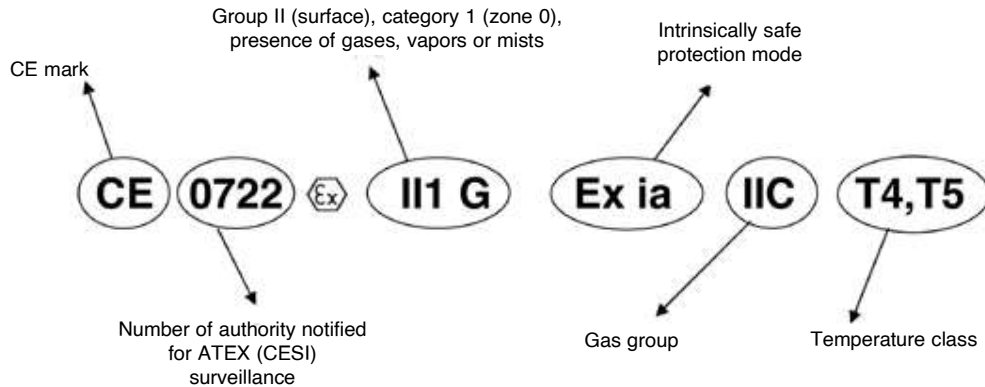 Group II (surface), category 1 (zone 0),
presence of gases, vapors or mists
Intrinsically safe
protection mode
CE mark
CE 0722 Ex II1 G Ex ia IIC T4,T5
Number of authority notified
for ATEX (CESI)
surveillance
Gas group
Temperature class